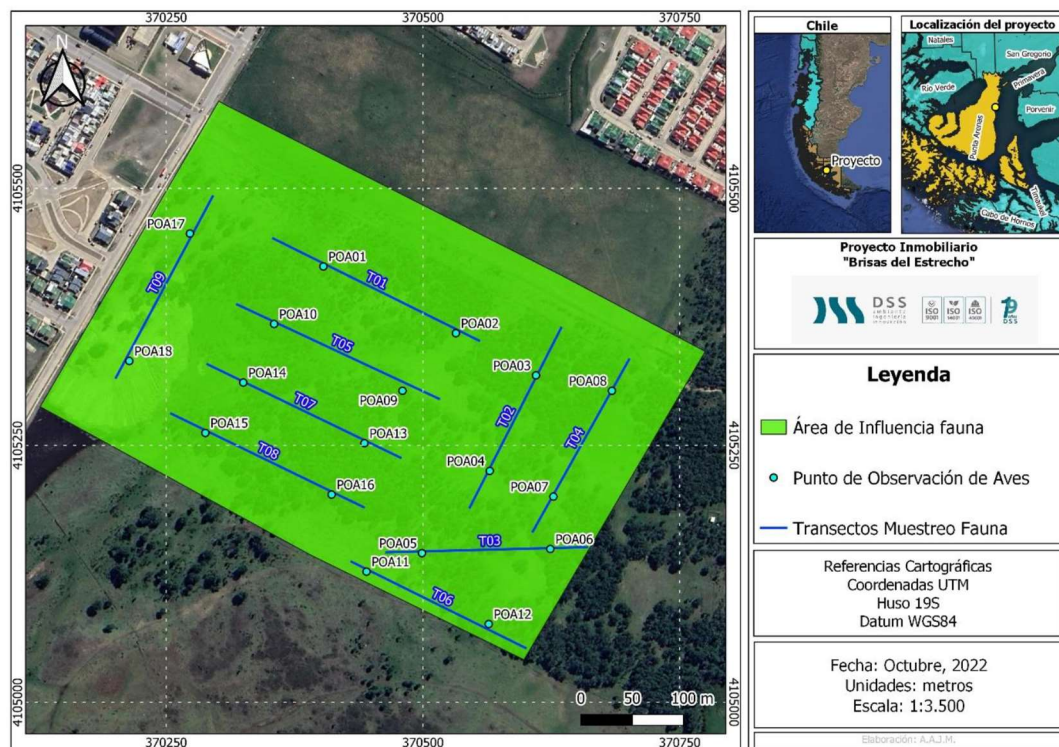 370250
370500
370750
4105500
4105250
4105000
4105500
4105250
4105000
370250
370500
370750
N
POA17
POA01
T01
T09
POA10
POA02
T05
POA18
POA03
POA14
POA08
POA09
T07
T02
POA15
T04
POA13
T08
POA04
POA16
POA07
POA05
T03
POA06
POA11
T06
POA12
0 50 100 m
Chile
Proyecto
Localización del proyecto
Natales
San Gregorio
Río Verde
Primavera
Porvenir
Punta Arenas
Timaukel
Cabo de Hornos
Proyecto Inmobiliario
"Brisas del Estrecho"
DSS
ambiente
ingeniería
innovación
ISO
9001
ISO
14001
ISO
45001
DSS
Leyenda
Área de Influencia fauna
Punto de Observación de Aves
Transectos Muestreo Fauna
Referencias Cartográficas
Coordenadas UTM
Huso 19S
Datum WGS84
Fecha: Octubre, 2022
Unidades: metros
Escala: 1:3.500
Elaboración: A.A.J.M.